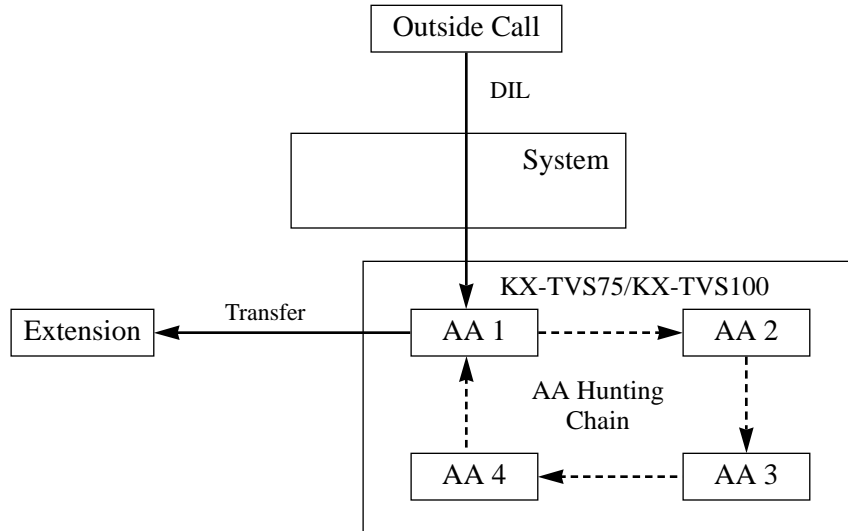 Outside Call
DIL
System
KX-TVS75/KX-TVS100
Extension
Transfer
AA 1
AA 2
AA Hunting
Chain
AA 4
AA 3